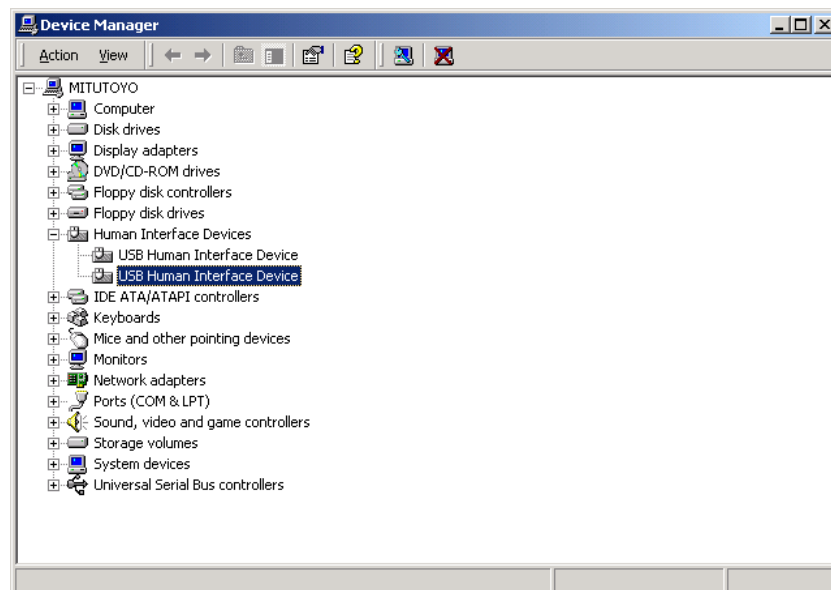 Device Manager
Action View
MITUTOYO
Computer
Disk drives
Display adapters
DVD/CD-ROM drives
Floppy disk controllers
Floppy disk drives
Human Interface Devices
USB Human Interface Device
USB Human Interface Device
IDE ATA/ATAPI controllers
Keyboards
Mice and other pointing devices
Monitors
Network adapters
Ports (COM & LPT)
Sound, video and game controllers
Storage volumes
System devices
Universal Serial Bus controllers